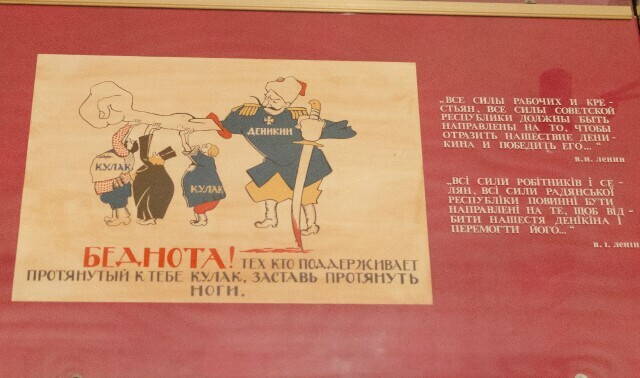 ДЕНИКИН
КУЛАК
КУЛАК
БЕДНОТА! ТЕХ КТО ПОДДЕРЖИВАЕТ
ПРОТЯНУТЫЙ К ТЕБЕ КУЛАК, ЗАСТАВЬ ПРОТЯНУТЬ
НОГИ.
„ВСЕ СИЛЫ РАБОЧИХ И КРЕ-
СТЬЯН, ВСЕ СИЛЫ СОВЕТСКОЙ
РЕСПУБЛИКИ ДОЛЖНЫ БЫТЬ
НАПРАВЛЕНЫ НА ТО, ЧТОБЫ
ОТРАЗИТЬ НАШЕСТВИЕ ДЕНИ-
КИНА И ПОБЕДИТЬ ЕГО..."
В.И. ЛЕНИН
„ВСІ СИЛИ РОБІТНИКІВ І СЕ-
ЛЯН, ВСІ СИЛИ РАДЯНСЬКОЇ
РЕСПУБЛІКИ ПОВИННІ БУТИ
НАПРАВЛЕНІ НА ТЕ, ЩОБ ВІД-
БИТИ НАШЕСТЯ ДЕНІКІНА І
ПЕРЕМОГТИ ЙОГО..."
В. І. ЛЕНІН